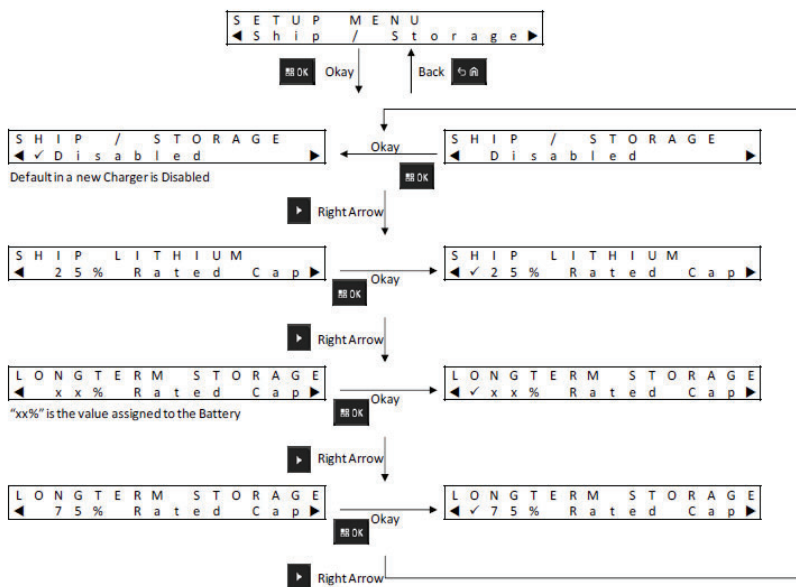 SETUP MENU
◀Ship / Storage▶
OK Okay
Back
SHIP / STORAGE
◀✓Disabled ▶
Okay
OK
SHIP / STORAGE
◀ Disabled ▶
Default in a new Charger is Disabled
Right Arrow
SHIP LITHIUM
◀ 25% Rated Cap▶
Okay
OK
SHIP LITHIUM
◀✓25% Rated Cap▶
Right Arrow
LONGTERM STORAGE
◀ xx% Rated Cap▶
Okay
OK
LONGTERM STORAGE
◀✓xx% Rated Cap▶
"xx%" is the value assigned to the Battery
Right Arrow
LONGTERM STORAGE
◀ 75% Rated Cap▶
Okay
OK
LONGTERM STORAGE
◀✓75% Rated Cap▶
Right Arrow